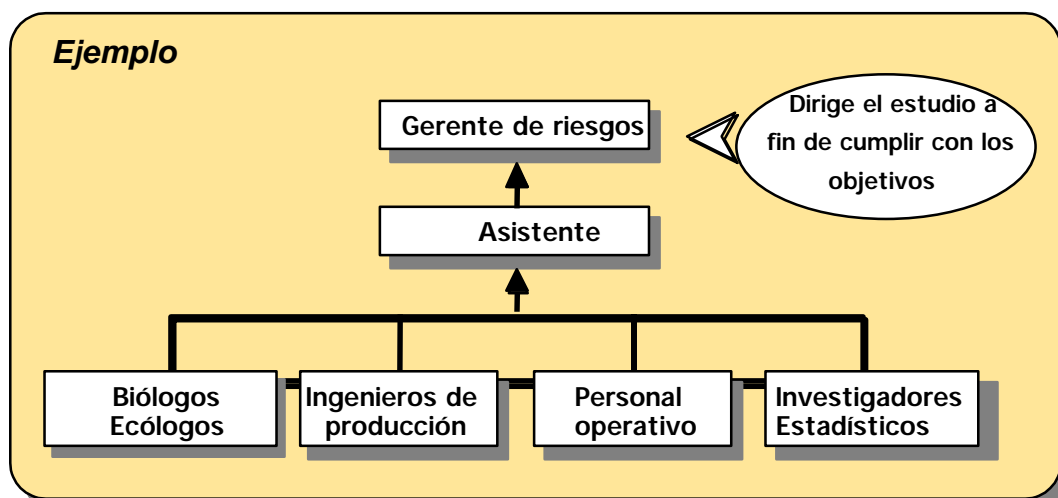 Ejemplo
Gerente de riesgos
Dirige el estudio a
fin de cumplir con los
objetivos
Asistente
Biólogos
Ecólogos
Ingenieros de
producción
Personal
operativo
Investigadores
Estadísticos